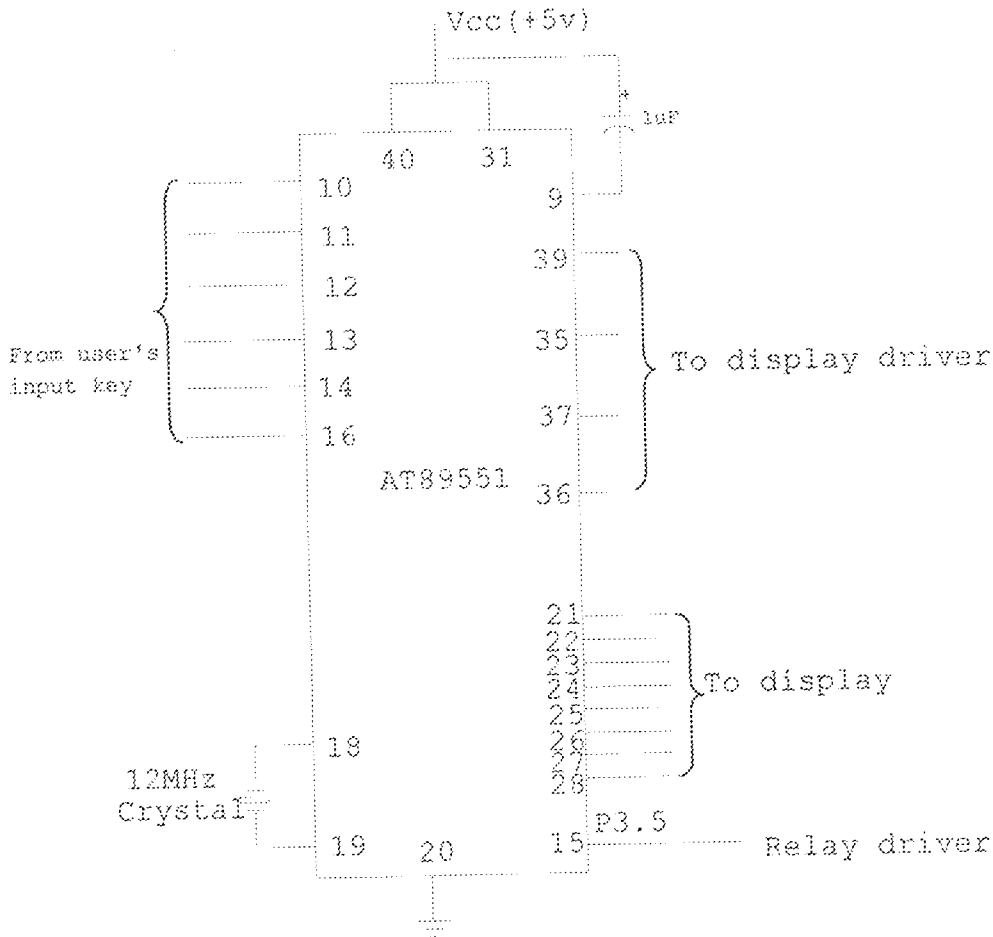 Vcc(+5v)
+
1uF
40
31
10
9
11
39
12
13
35
From user's
input key
To display driver
14
37
16
AT89551
36
21
22
23
24
To display
25
26
27
28
18
12MHz
Crystal
P3.5
19
20
15
Relay driver